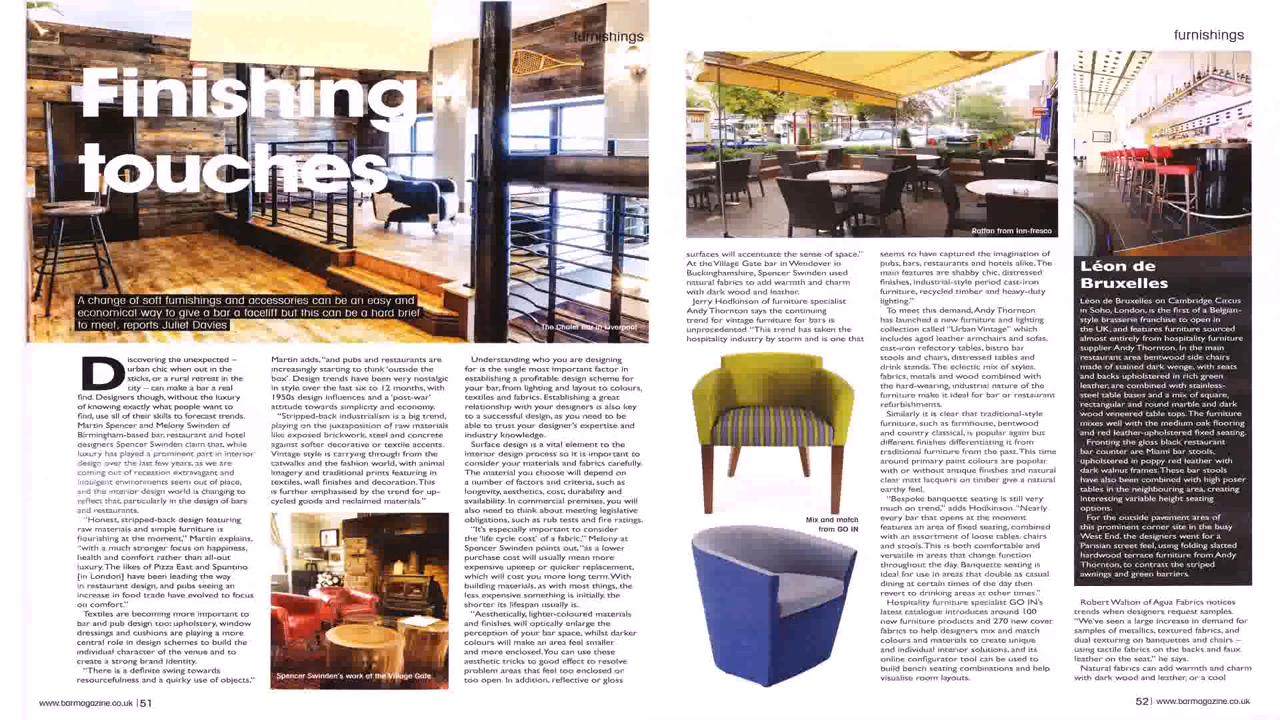 furnishings
Finishing
touches
A change of soft furnishings and accessories can be an easy and
economical way to give a bar a facelift but this can be a hard brief
to meet, reports Juliet Davies
The Chalet Bar in Liverpool
Discovering the unexpected –
urban chic when out in the
sticks, or a rural retreat in the
city – can make a bar a real
find. Designers though, without the luxury
of knowing exactly what people want to
find, use all of their skills to forecast trends.
Martin Spencer and Melony Swinden of
Birmingham-based bar, restaurant and hotel
designers Spencer Swinden claim that, while
luxury has played a prominent part in interior
design over the last few years, as we are
coming out of recession extravagant and
indulgent environments seem out of place,
and the interior design world is changing to
reflect that, particularly in the design of bars
and restaurants.
"Honest, stripped-back design featuring
raw materials and simple furniture is
flourishing at the moment," Martin explains,
"with a much stronger focus on happiness,
health and comfort rather than all-out
luxury. The likes of Pizza East and Spuntino
[in London] have been leading the way
in restaurant design, and pubs seeing an
increase in food trade have evolved to focus
on comfort."
Textiles are becoming more important to
bar and pub design too: upholstery, window
dressings and cushions are playing a more
central role in design schemes to build the
individual character of the venue and to
create a strong brand identity.
"There is a definite swing towards
resourcefulness and a quirky use of objects,"
Martin adds, "and pubs and restaurants are
increasingly starting to think 'outside the
box'. Design trends have been very nostalgic
in style over the last six to 12 months, with
1950s design influences and a 'post-war'
attitude towards simplicity and economy.
"Stripped-back industrialism is a big trend,
playing on the juxtaposition of raw materials
like exposed brickwork, steel and concrete
against softer decorative or textile accents.
Vintage style is carrying through from the
catwalks and the fashion world, with animal
imagery and traditional prints featuring in
textiles, wall finishes and decoration. This
is further emphasised by the trend for up-
cycled goods and reclaimed materials."
Spencer Swinden's work at the Village Gate
Understanding who you are designing
for is the single most important factor in
establishing a profitable design scheme for
your bar, from lighting and layout to colours,
textiles and fabrics. Establishing a great
relationship with your designers is also key
to a successful design, as you need to be
able to trust your designer's expertise and
industry knowledge.
Surface design is a vital element to the
interior design process so it is important to
consider your materials and fabrics carefully.
The material you choose will depend on
a number of factors and criteria, such as
longevity, aesthetics, cost, durability and
availability. In commercial premises, you will
also need to think about meeting legislative
obligations, such as rub tests and fire ratings.
"It's especially important to consider
the 'life cycle cost' of a fabric," Melony at
Spencer Swinden points out, "as a lower
purchase cost will usually mean more
expensive upkeep or quicker replacement,
which will cost you more long term. With
building materials, as with most things, the
less expensive something is initially, the
shorter its lifespan usually is.
"Aesthetically, lighter-coloured materials
and finishes will optically enlarge the
perception of your bar space, whilst darker
colours will make an area feel smaller
and more enclosed. You can use these
aesthetic tricks to good effect to resolve
problem areas that feel too enclosed or
too open. In addition, reflective or gloss
www.barmagazine.co.uk | 51
furnishings
Rattan from Inn-fresco
surfaces will accentuate the sense of space."
At the Village Gate bar in Wendover in
Buckinghamshire, Spencer Swinden used
natural fabrics to add warmth and charm
with dark wood and leather.
Jerry Hodkinson of furniture specialist
Andy Thornton says the continuing
trend for vintage furniture for bars is
unprecedented. "This trend has taken the
hospitality industry by storm and is one that
Mix and match
from GO IN
seems to have captured the imagination of
pubs, bars, restaurants and hotels alike. The
main features are shabby chic, distressed
finishes, industrial-style period cast-iron
furniture, recycled timber and heavy-duty
lighting."
To meet this demand, Andy Thornton
has launched a new furniture and lighting
collection called "Urban Vintage" which
includes aged leather armchairs and sofas,
cast-iron refectory tables, bistro bar
stools and chairs, distressed tables and
drink stands. The eclectic mix of styles,
fabrics, metals and wood combined with
the hard-wearing, industrial nature of the
furniture make it ideal for bar or restaurant
refurbishments.
Similarly it is clear that traditional-style
furniture, such as farmhouse, bentwood
and country classical, is popular again but
different finishes differentiating it from
traditional furniture from the past. This time
around primary paint colours are popular
with or without antique finishes and natural
clear matt lacquers on timber give a natural
earthy feel.
"Bespoke banquette seating is still very
much on trend," adds Hodkinson. "Nearly
every bar that opens at the moment
features an area of fixed seating, combined
with an assortment of loose tables, chairs
and stools. This is both comfortable and
versatile in areas that change function
throughout the day. Banquette seating is
ideal for use in areas that double as casual
dining at certain times of the day then
revert to drinking areas at other times."
Hospitality furniture specialist GO IN's
latest catalogue introduces around 100
new furniture products and 270 new cover
fabrics to help designers mix and match
colours and materials to create unique
and individual interior solutions, and its
online configurator tool can be used to
build bench seating combinations and help
visualise room layouts.
Léon de
Bruxelles
Léon de Bruxelles on Cambridge Circus
in Soho, London, is the first of a Belgian-
style brasserie franchise to open in
the UK, and features furniture sourced
almost entirely from hospitality furniture
supplier Andy Thornton. In the main
restaurant area bentwood side chairs
made of stained dark wenge, with seats
and backs upholstered in rich green
leather, are combined with stainless-
steel table bases and a mix of square,
rectangular and round marble and dark
wood veneered table tops. The furniture
mixes well with the medium oak flooring
and red leather-upholstered fixed seating.
Fronting the gloss black restaurant
bar counter are Miami bar stools,
upholstered in poppy red leather with
dark walnut frames. These bar stools
have also been combined with high poser
tables in the neighbouring area, creating
interesting variable height seating
options.
For the outside pavement area of
this prominent corner site in the busy
West End, the designers went for a
Parisian street feel, using folding slatted
hardwood terrace furniture from Andy
Thornton, to contrast the striped
awnings and green barriers.
Robert Walton of Agua Fabrics notices
trends when designers request samples.
"We've seen a large increase in demand for
samples of metallics, textured fabrics, and
dual texturing on banquettes and chairs –
using tactile fabrics on the backs and faux
leather on the seat," he says.
Natural fabrics can add warmth and charm
with dark wood and leather, or a cool
52 | www.barmagazine.co.uk